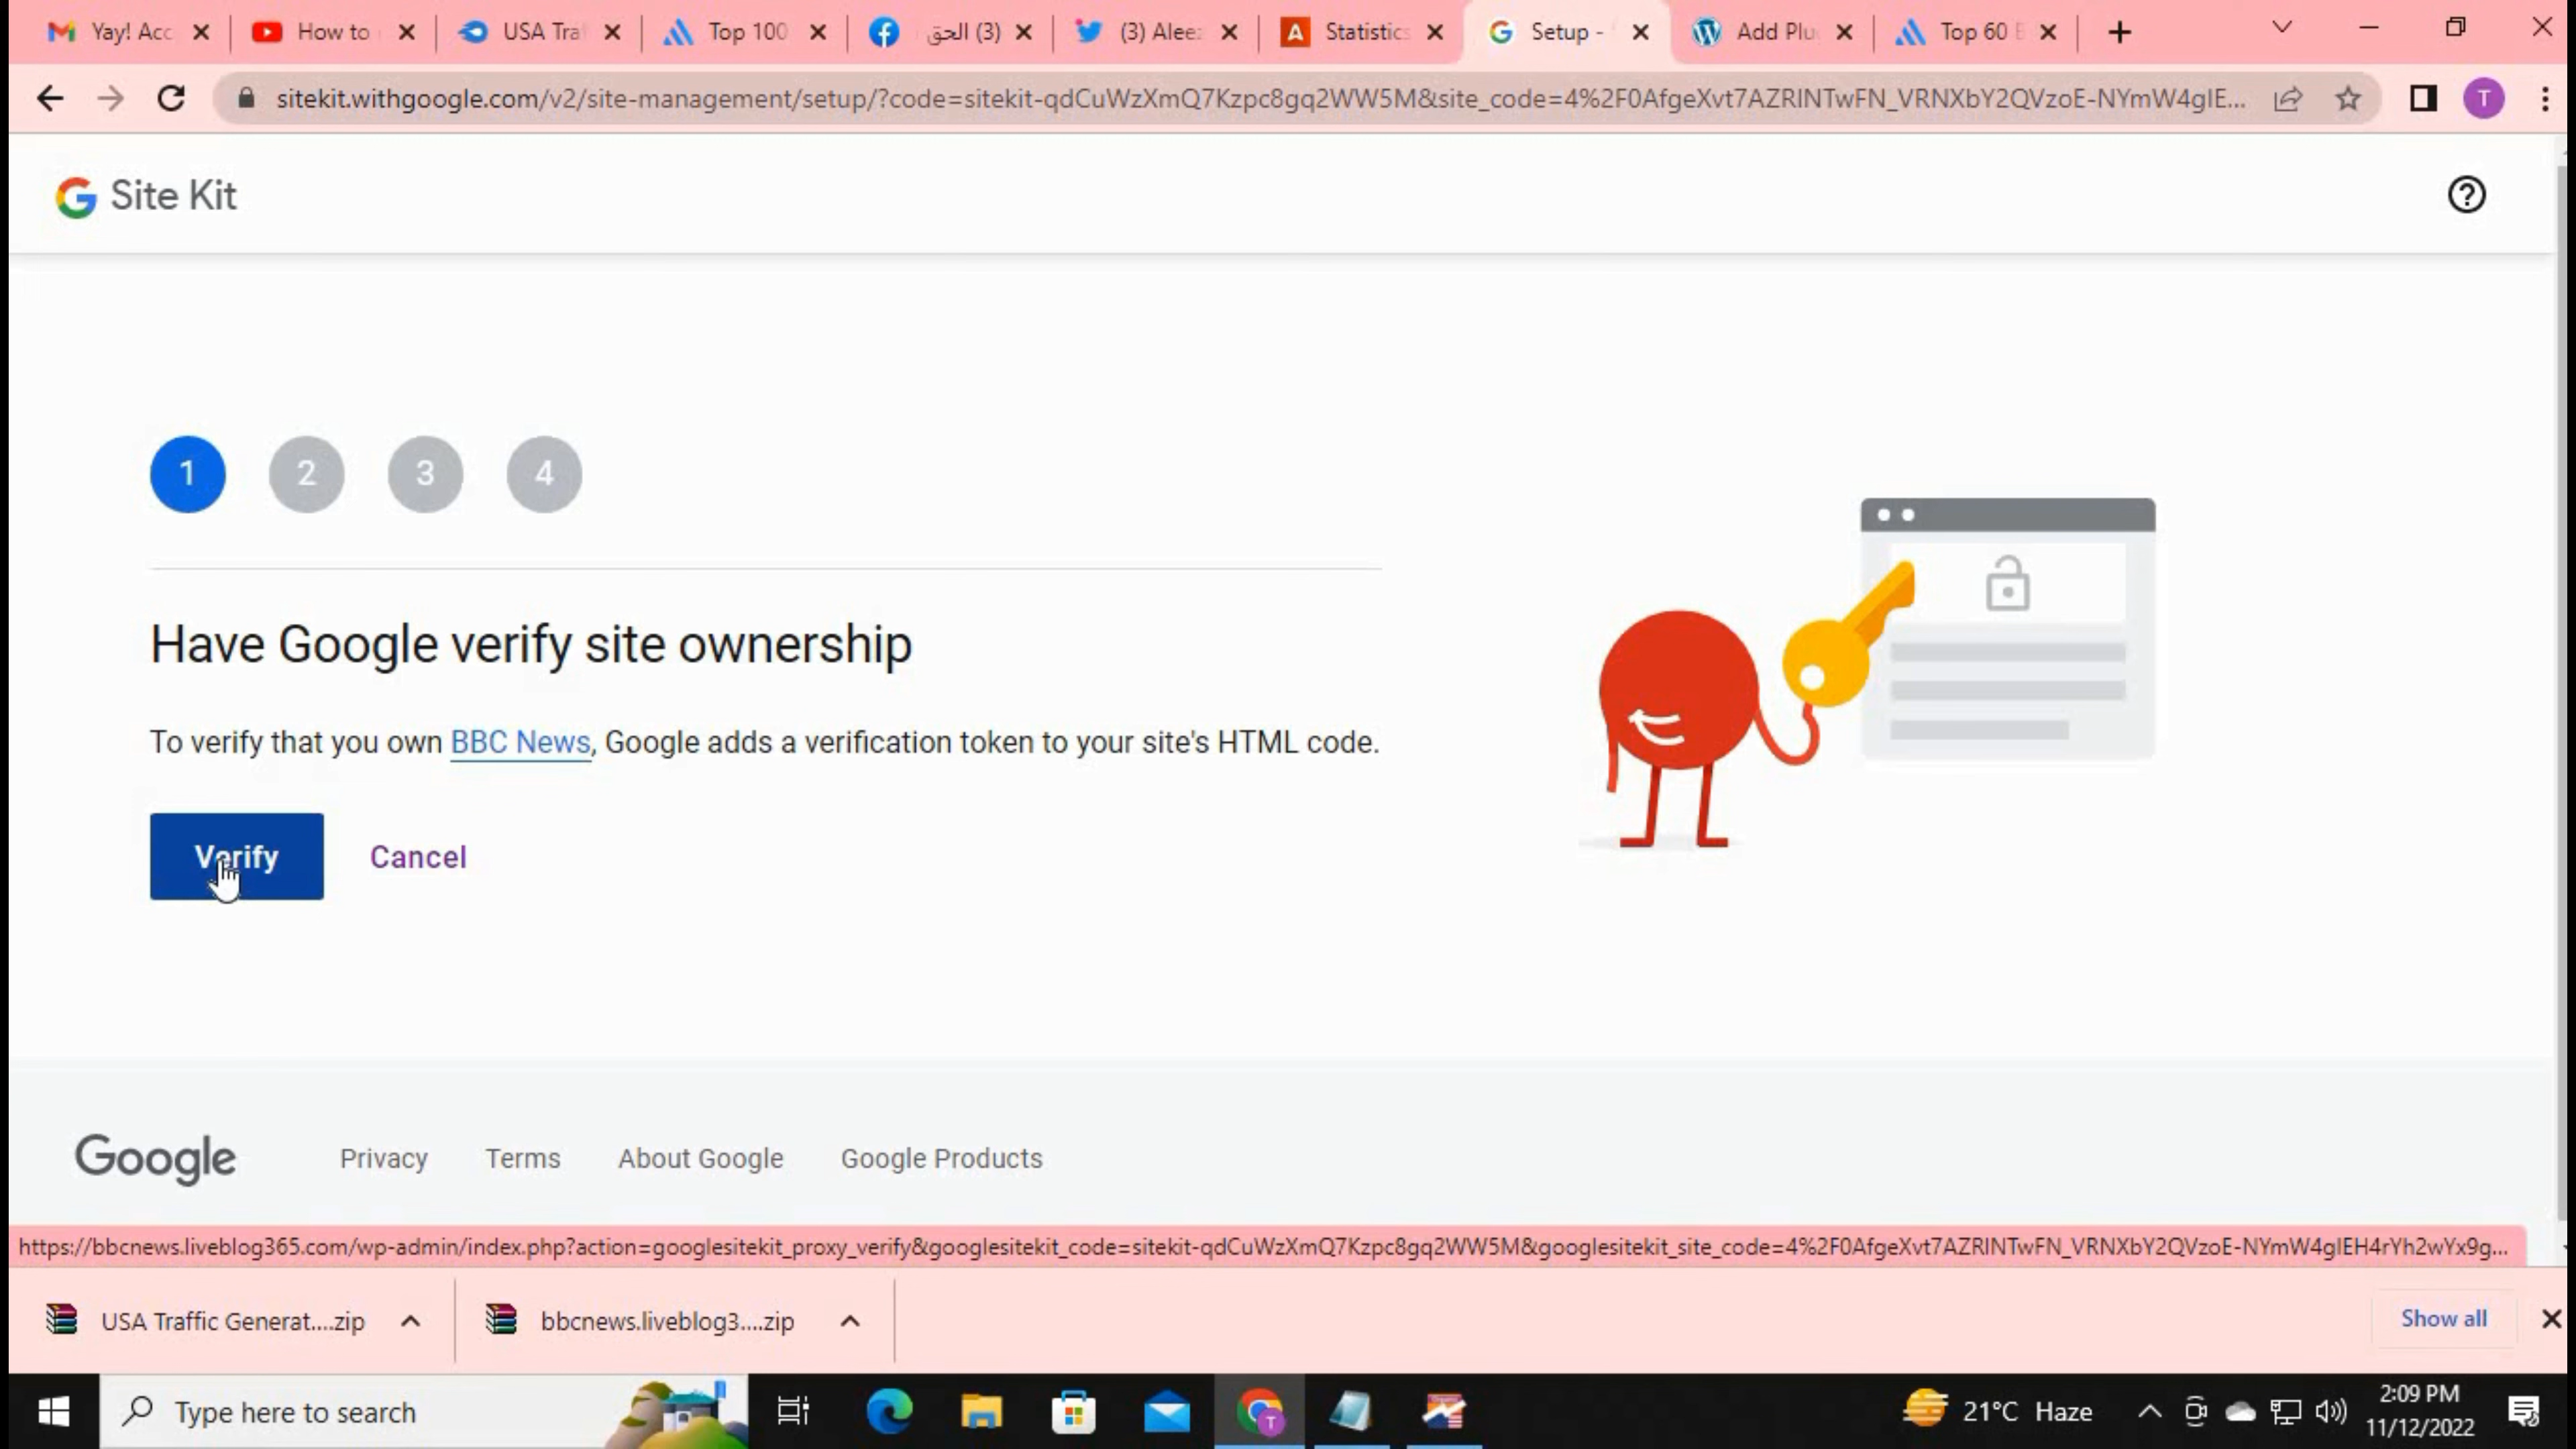 Yay! Acc
How to
USA Tra
Top 100
(3) الحق
(3) Aleez
Statistics
Setup -
Add Plu
Top 60 B
sitekit.withgoogle.com/v2/site-management/setup/?code=sitekit-qdCuWzXmQ7Kzpc8gq2WW5M&site_code=4%2F0AfgeXvt7AZRINTwFN_VRNXbY2QVzoE-NYmW4gIE...
T
G Site Kit
1 2 3 4
Have Google verify site ownership
To verify that you own BBC News, Google adds a verification token to your site's HTML code.
Verify Cancel
Google Privacy Terms About Google Google Products
https://bbcnews.liveblog365.com/wp-admin/index.php?action=googlesitekit_proxy_verify&googlesitekit_code=sitekit-qdCuWzXmQ7Kzpc8gq2WW5M&googlesitekit_site_code=4%2F0AfgeXvt7AZRINTwFN_VRNXbY2QVzoE-NYmW4gIEH4rYh2wYx9g...
USA Traffic Generat....zip
bbcnews.liveblog3....zip
Show all
Type here to search
21°C Haze
2:09 PM
11/12/2022